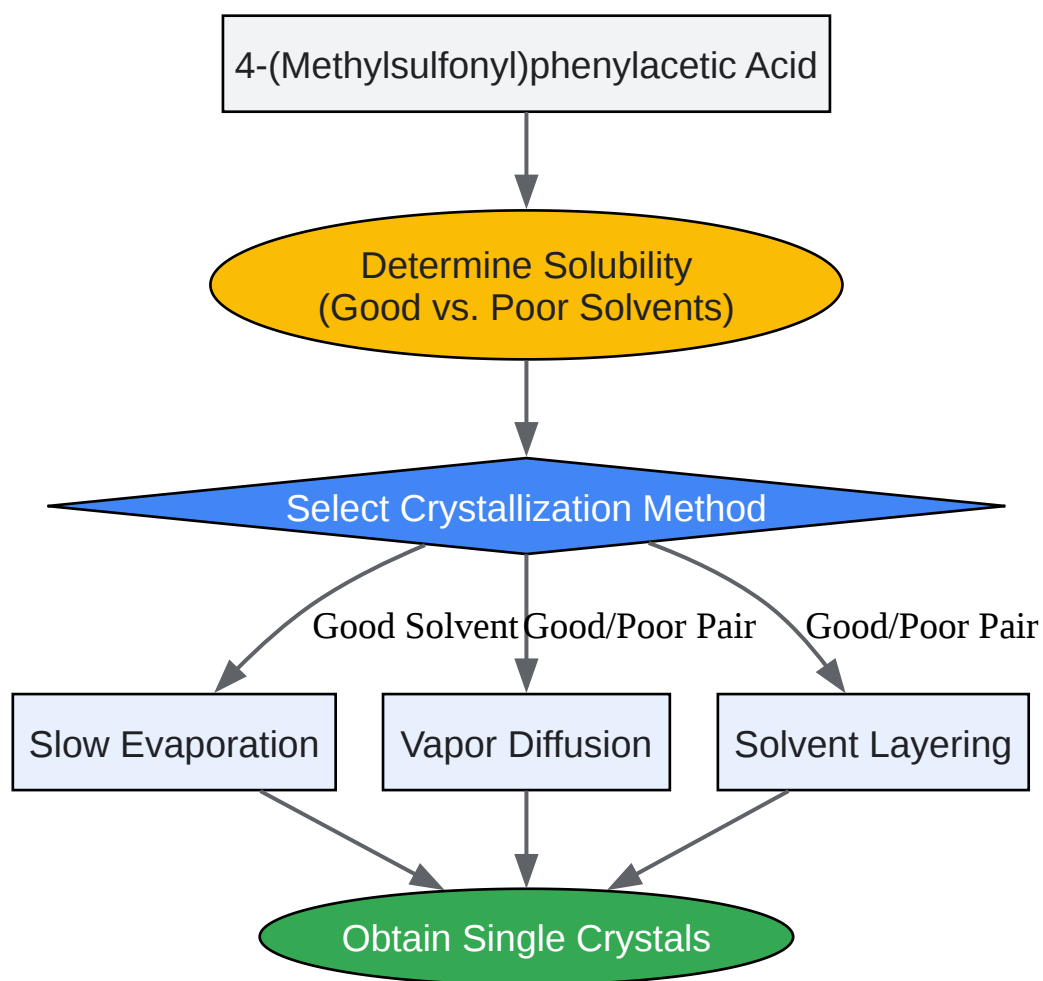 4-(Methylsulfonyl)phenylacetic Acid
Determine Solubility
(Good vs. Poor Solvents)
Select Crystallization Method
Good Solvent
Good/Poor Pair
Good/Poor Pair
Slow Evaporation
Vapor Diffusion
Solvent Layering
Obtain Single Crystals